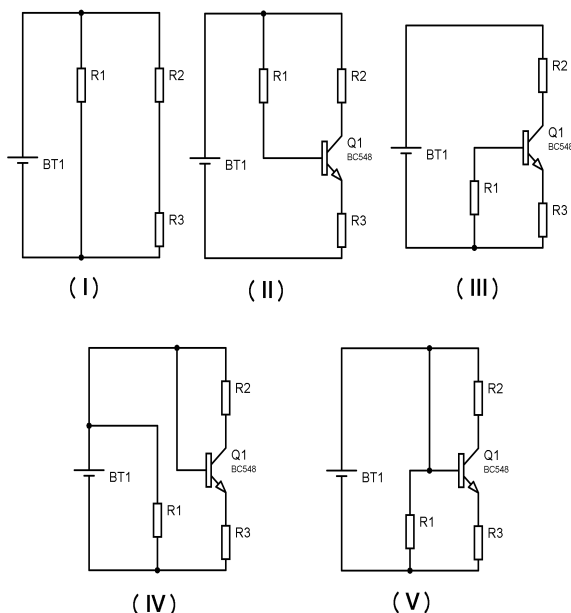 R1
R2
BT1
R3
(I)
R1
R2
Q1
BC548
BT1
R3
(II)
R2
Q1
BC548
BT1
R1
R3
(III)
R2
Q1
BC548
BT1
R1
R3
(IV)
R2
Q1
BC548
BT1
R1
R3
(V)